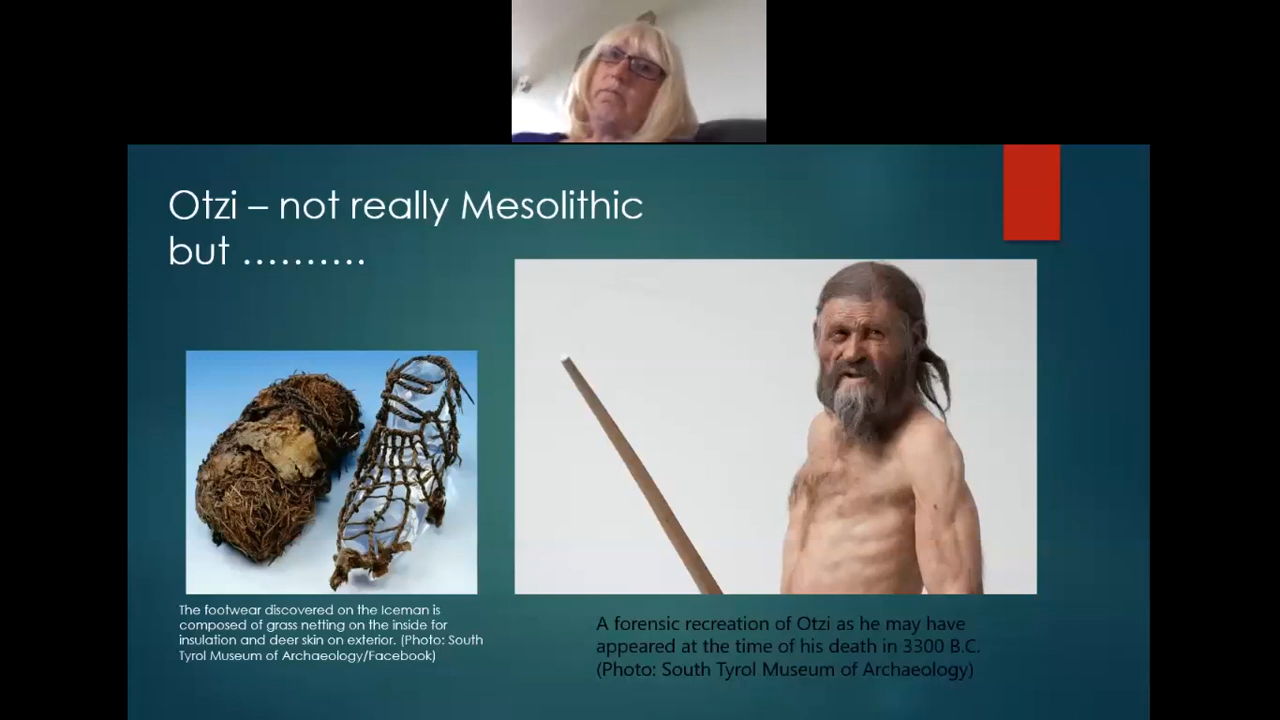 Otzi – not really Mesolithic
but ……….
The footwear discovered on the Iceman is
composed of grass netting on the inside for
insulation and deer skin on exterior. (Photo: South
Tyrol Museum of Archaeology/Facebook)
A forensic recreation of Otzi as he may have
appeared at the time of his death in 3300 B.C.
(Photo: South Tyrol Museum of Archaeology)